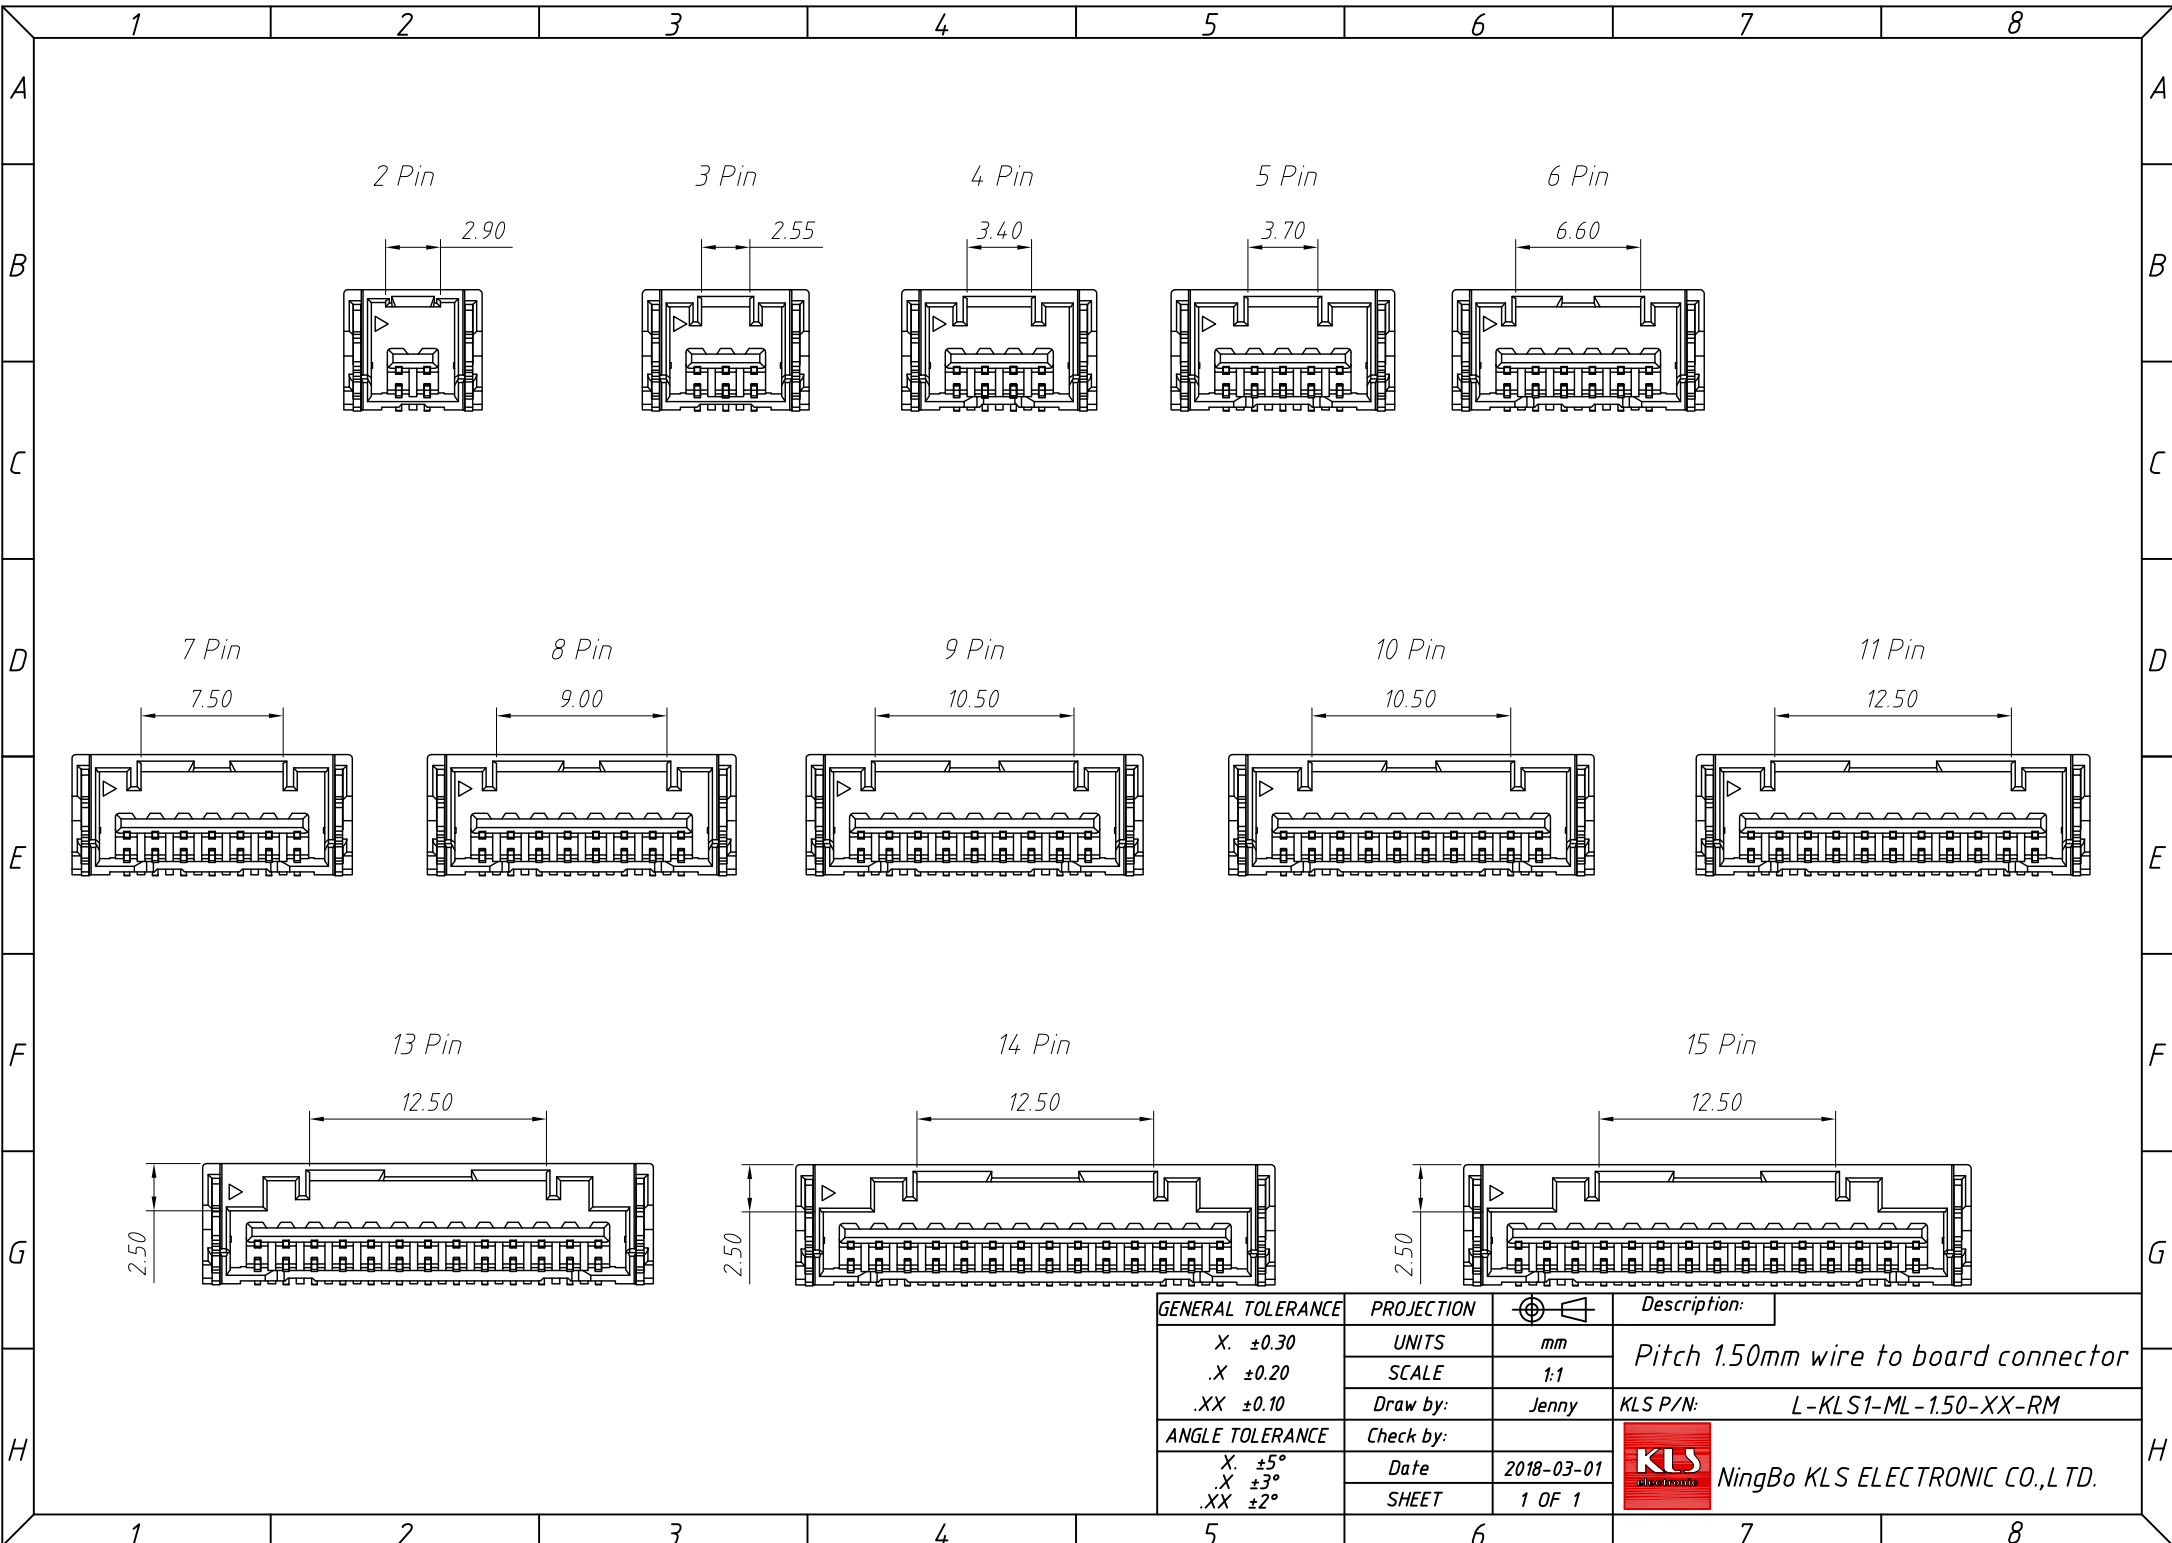 1 2 3 4 5 6 7 8
A A
2 Pin 3 Pin 4 Pin 5 Pin 6 Pin
2.90 2.55 3.40 3.70 6.60
B B
C C
7 Pin 8 Pin 9 Pin 10 Pin 11 Pin
D D
7.50 9.00 10.50 10.50 12.50
E E
13 Pin 14 Pin 15 Pin
F F
12.50 12.50 12.50
2.50 2.50 2.50
G G
GENERAL TOLERANCE PROJECTION Description:
X. ±0.30 UNITS mm
Pitch 1.50mm wire to board connector
.X ±0.20 SCALE 1:1
.XX ±0.10 Draw by: Jenny KLS P/N: L-KLS1-ML-1.50-XX-RM
ANGLE TOLERANCE Check by:
H H
X. ±5° Date 2018-03-01
.X ±3°
.XX ±2° SHEET 1 OF 1
KLS
electronic
NingBo KLS ELECTRONIC CO.,LTD.
1 2 3 4 5 6 7 8